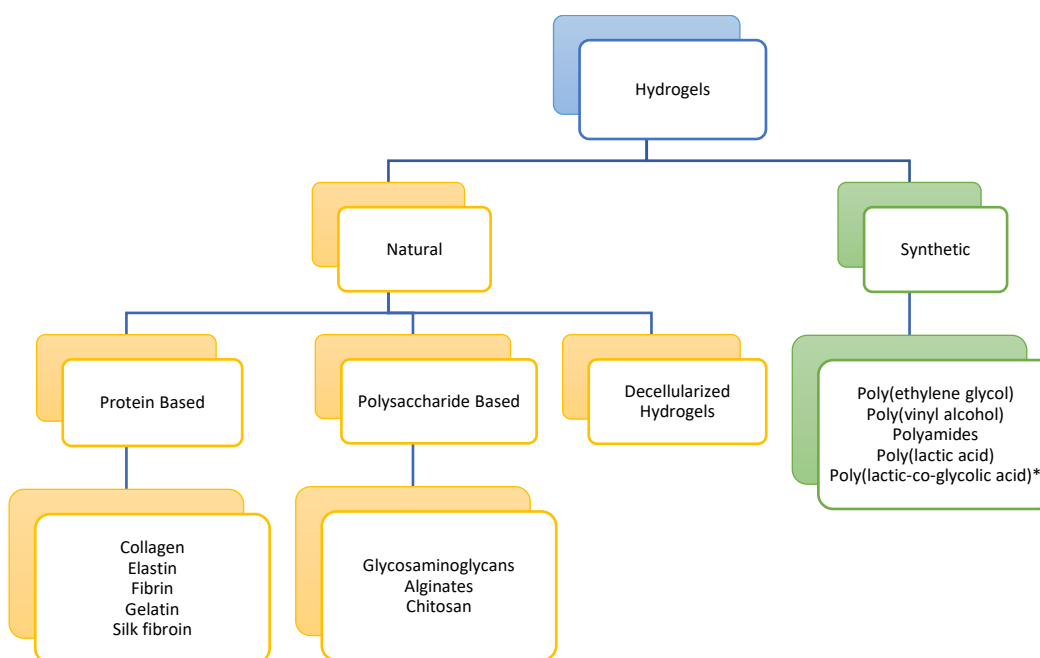 Hydrogels
Natural
Synthetic
Protein Based
Polysaccharide Based
Decellularized
Hydrogels
Poly(ethylene glycol)
Poly(vinyl alcohol)
Polyamides
Poly(lactic acid)
Poly(lactic-co-glycolic acid)*
Collagen
Elastin
Fibrin
Gelatin
Silk fibroin
Glycosaminoglycans
Alginates
Chitosan